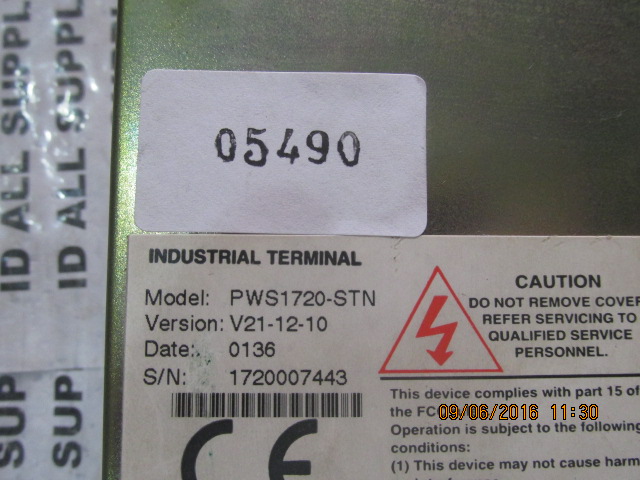 ID ALL SUPPL
ID ALL SUPPL
SUP
SUP
05490
INDUSTRIAL TERMINAL
Model: PWS1720-STN
Version: V21-12-10
Date: 0136
S/N: 1720007443
CE
CAUTION
DO NOT REMOVE COVER
REFER SERVICING TO
QUALIFIED SERVICE
PERSONNEL.
This device complies with part 15 of
the FC
Operation is subject to the following
conditions:
(1) This device may not cause harm
09/06/2016 11:30